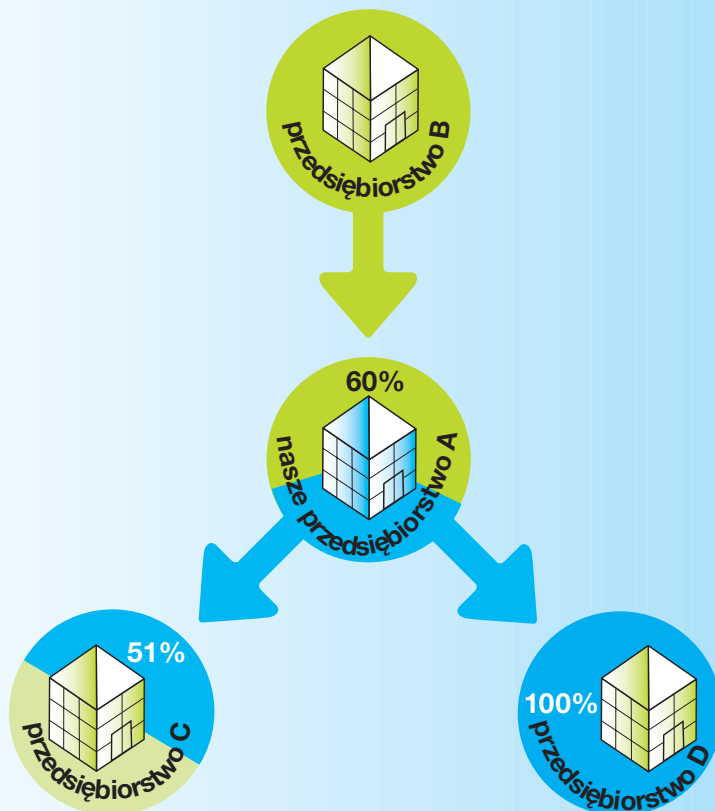 przedsiębiorstwo B
60%
nasze przedsiębiorstwo A
51%
przedsiębiorstwo C
100%
przedsiębiorstwo D